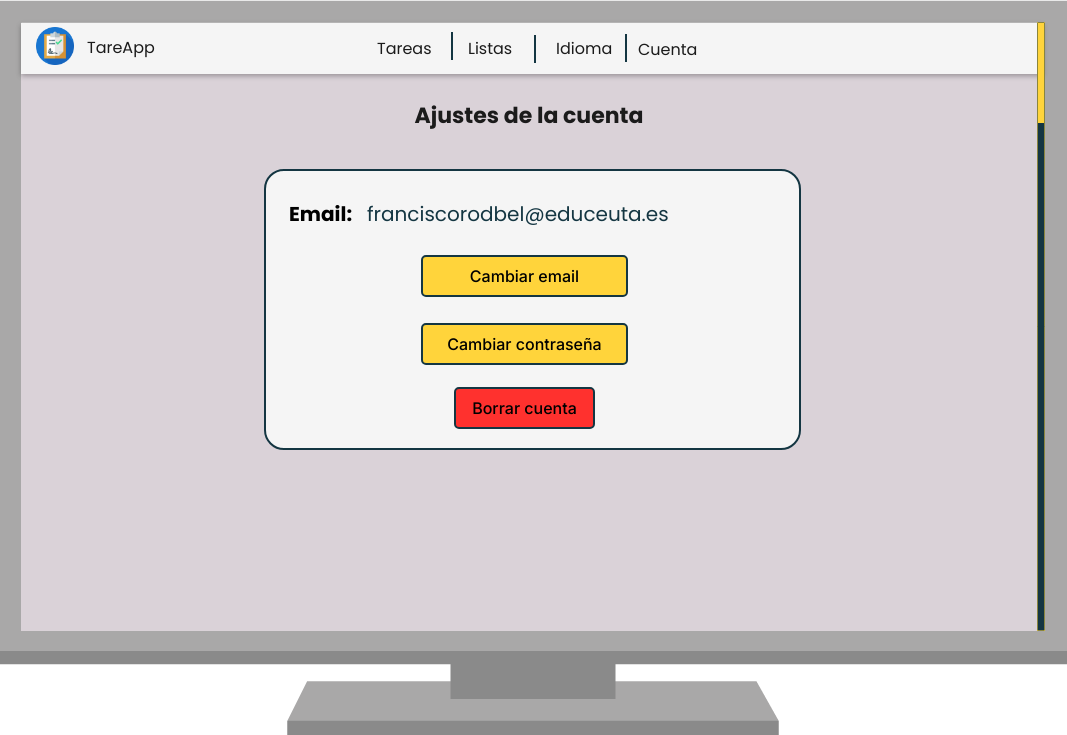 TareApp Tareas Listas Idioma Cuenta
Ajustes de la cuenta
Email: franciscorodbel@educeuta.es
Cambiar email
Cambiar contraseña
Borrar cuenta